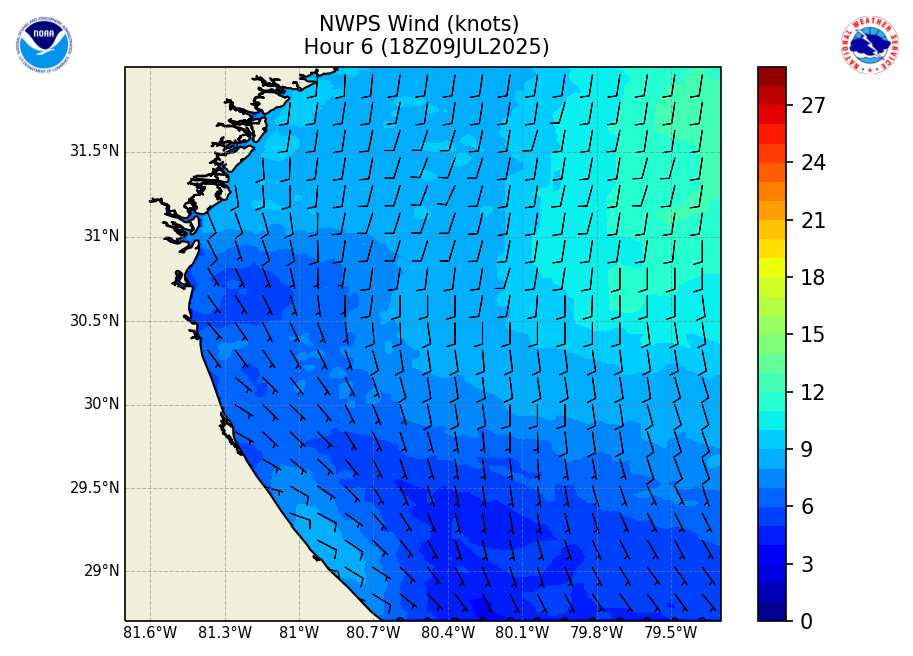 NWPS Wind (knots)
Hour 6 (18Z09JUL2025)
NOAA
NATIONAL WEATHER SERVICE
31.5°N
31°N
30.5°N
30°N
29.5°N
29°N
81.6°W 81.3°W 81°W 80.7°W 80.4°W 80.1°W 79.8°W 79.5°W
27
24
21
18
15
12
9
6
3
0